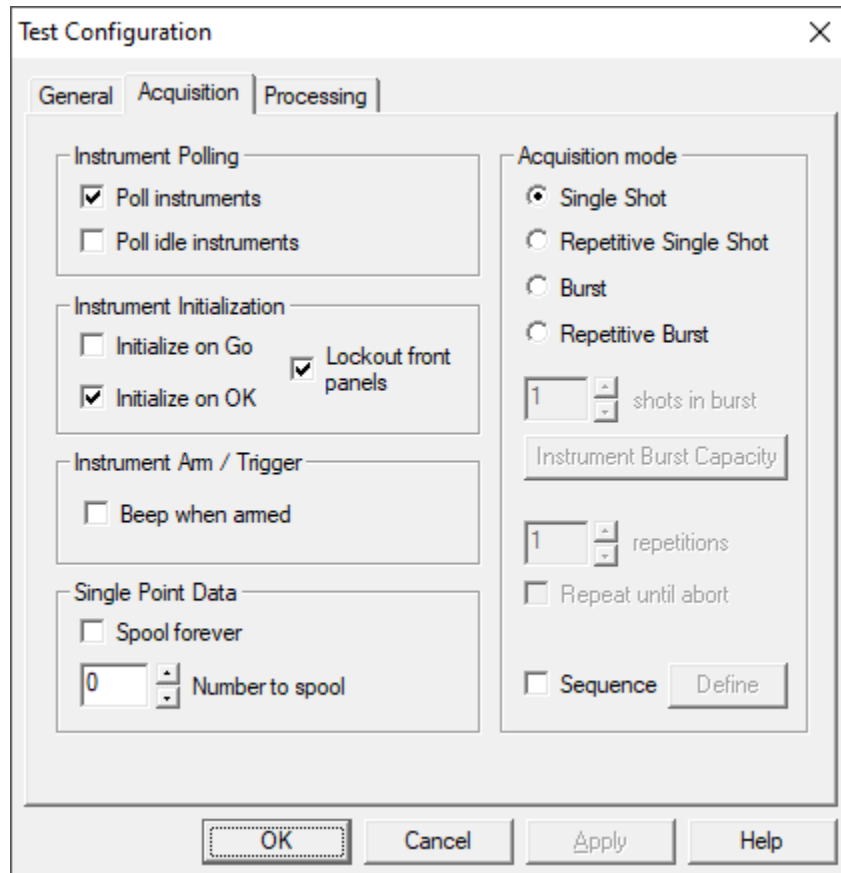 Test Configuration
General Acquisition Processing
Instrument Polling
Poll instruments
Poll idle instruments
Instrument Initialization
Initialize on Go
Lockout front
panels
Initialize on OK
Instrument Arm / Trigger
Beep when armed
Single Point Data
Spool forever
0 Number to spool
Acquisition mode
Single Shot
Repetitive Single Shot
Burst
Repetitive Burst
1 shots in burst
Instrument Burst Capacity
1 repetitions
Repeat until abort
Sequence Define
OK Cancel Apply Help